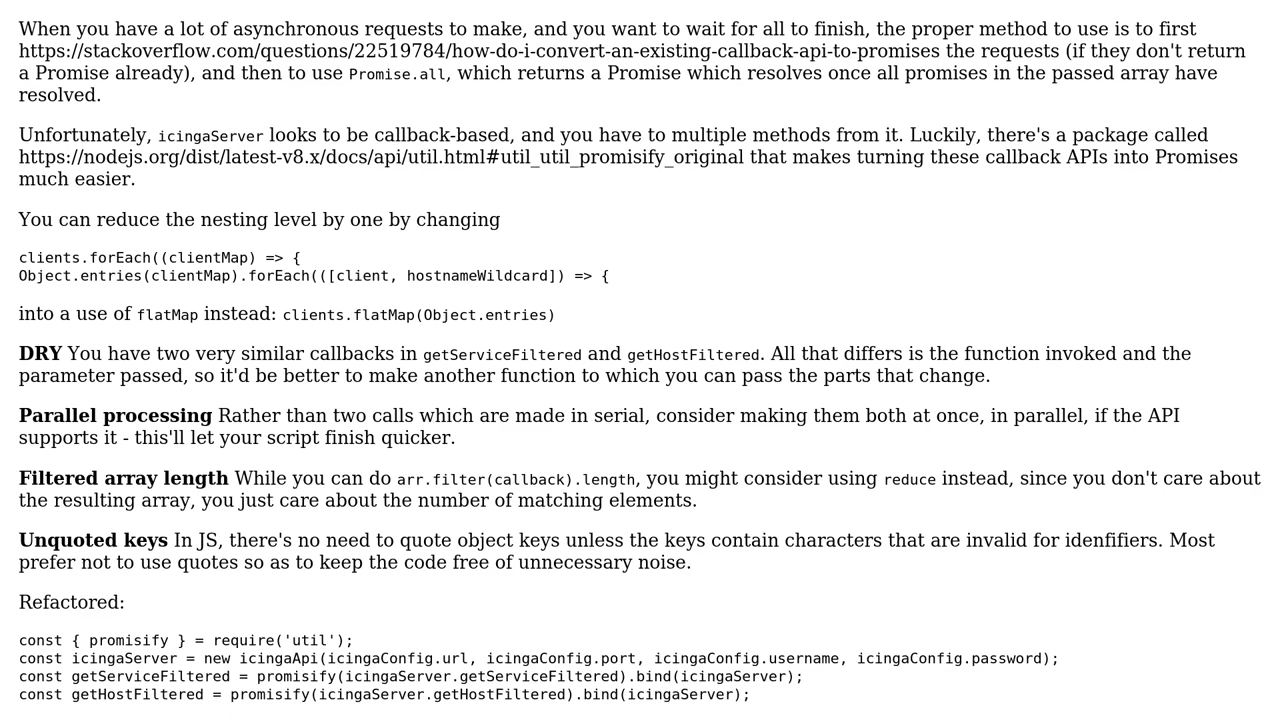 When you have a lot of asynchronous requests to make, and you want to wait for all to finish, the proper method to use is to first
https://stackoverflow.com/questions/22519784/how-do-i-convert-an-existing-callback-api-to-promises the requests (if they don't return
a Promise already), and then to use Promise.all, which returns a Promise which resolves once all promises in the passed array have
resolved.
Unfortunately, icingaServer looks to be callback-based, and you have to multiple methods from it. Luckily, there's a package called
https://nodejs.org/dist/latest-v8.x/docs/api/util.html#util_util_promisify_original that makes turning these callback APIs into Promises
much easier.
You can reduce the nesting level by one by changing
clients.forEach((clientMap) => {
Object.entries(clientMap).forEach(([client, hostnameWildcard]) => {
into a use of flatMap instead: clients.flatMap(Object.entries)
DRY You have two very similar callbacks in getServiceFiltered and getHostFiltered. All that differs is the function invoked and the
parameter passed, so it'd be better to make another function to which you can pass the parts that change.
Parallel processing Rather than two calls which are made in serial, consider making them both at once, in parallel, if the API
supports it - this'll let your script finish quicker.
Filtered array length While you can do arr.filter(callback).length, you might consider using reduce instead, since you don't care about
the resulting array, you just care about the number of matching elements.
Unquoted keys In JS, there's no need to quote object keys unless the keys contain characters that are invalid for idenfifiers. Most
prefer not to use quotes so as to keep the code free of unnecessary noise.
Refactored:
const { promisify } = require('util');
const icingaServer = new icingaApi(icingaConfig.url, icingaConfig.port, icingaConfig.username, icingaConfig.password);
const getServiceFiltered = promisify(icingaServer.getServiceFiltered).bind(icingaServer);
const getHostFiltered = promisify(icingaServer.getHostFiltered).bind(icingaServer);